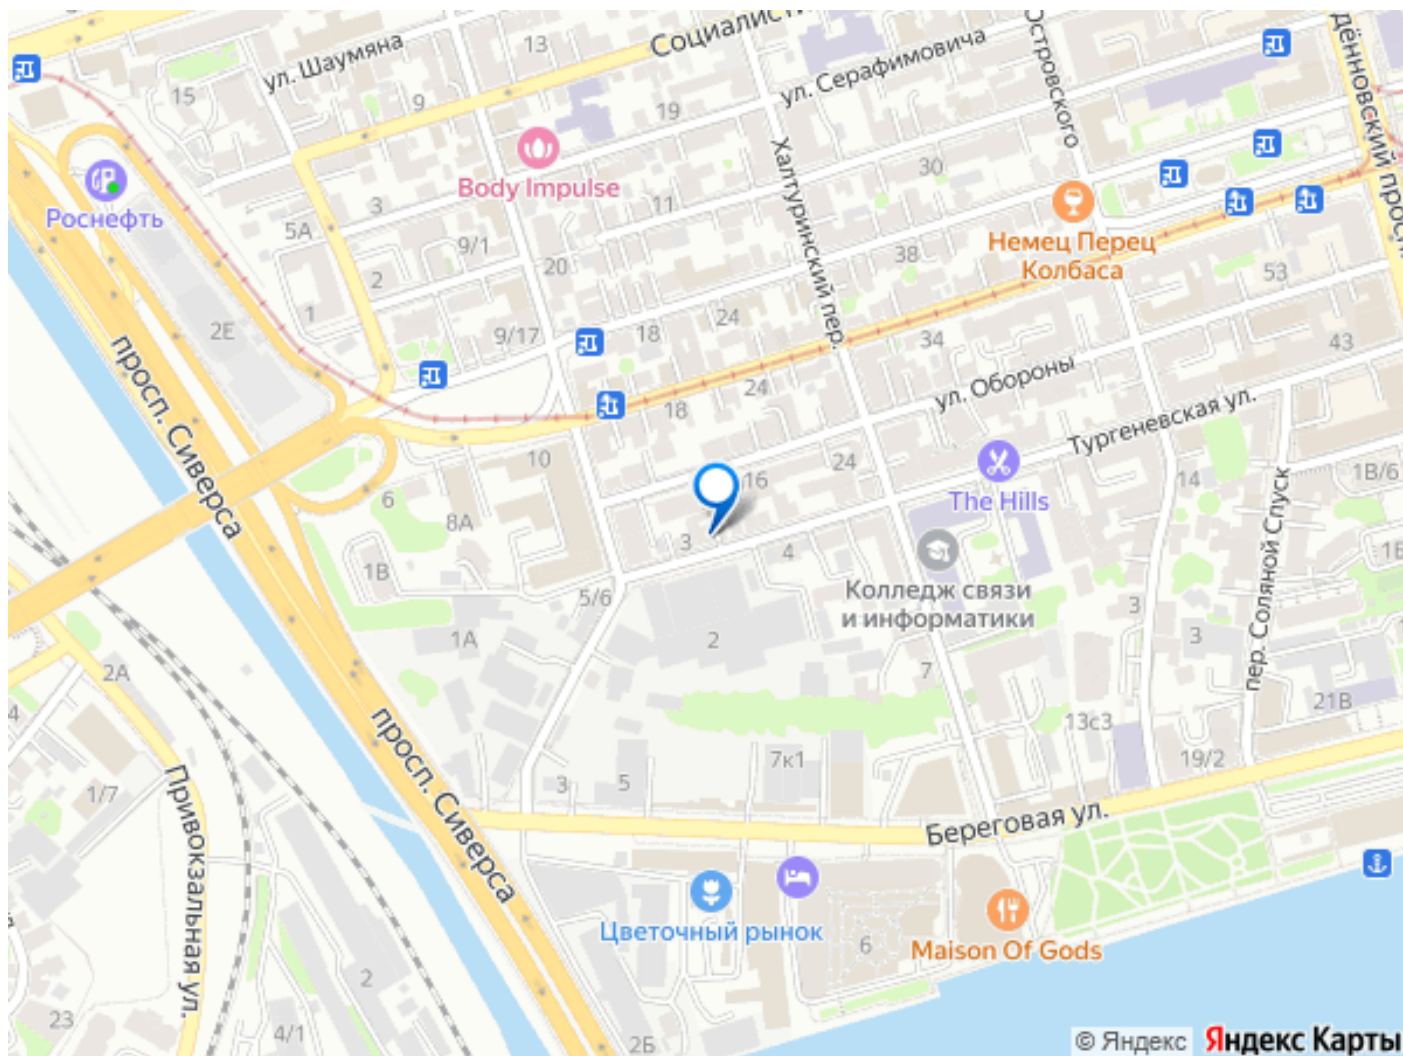 Социалист
ул. Шаумяна
13
ул. Серафимовича
Островского
дённовский просп.
15
9
19
Халтуринский пер.
30
Body Impulse
Роснефть
3
11
5А
9/1
Немец Перец
Колбаса
38
53
20
2
1
2Е
9/17
18
24
34
43
просп. Сиверса
ул. Обороны
24
18
Тургеневская ул.
10
24
16
14
1В/6
The Hills
6
8А
пер. Соляной Спуск
3
4
1Б
1В
Колледж связи
и информатики
5/6
3
3
1А
2
7
2А
21В
4
13с3
просп. Сиверса
7к1
19/2
3
5
1/7
Привокзальная ул.
Береговая ул.
Цветочный рынок
6
Maison Of Gods
2
23
4/1
2Б
© Яндекс Яндекс Карты